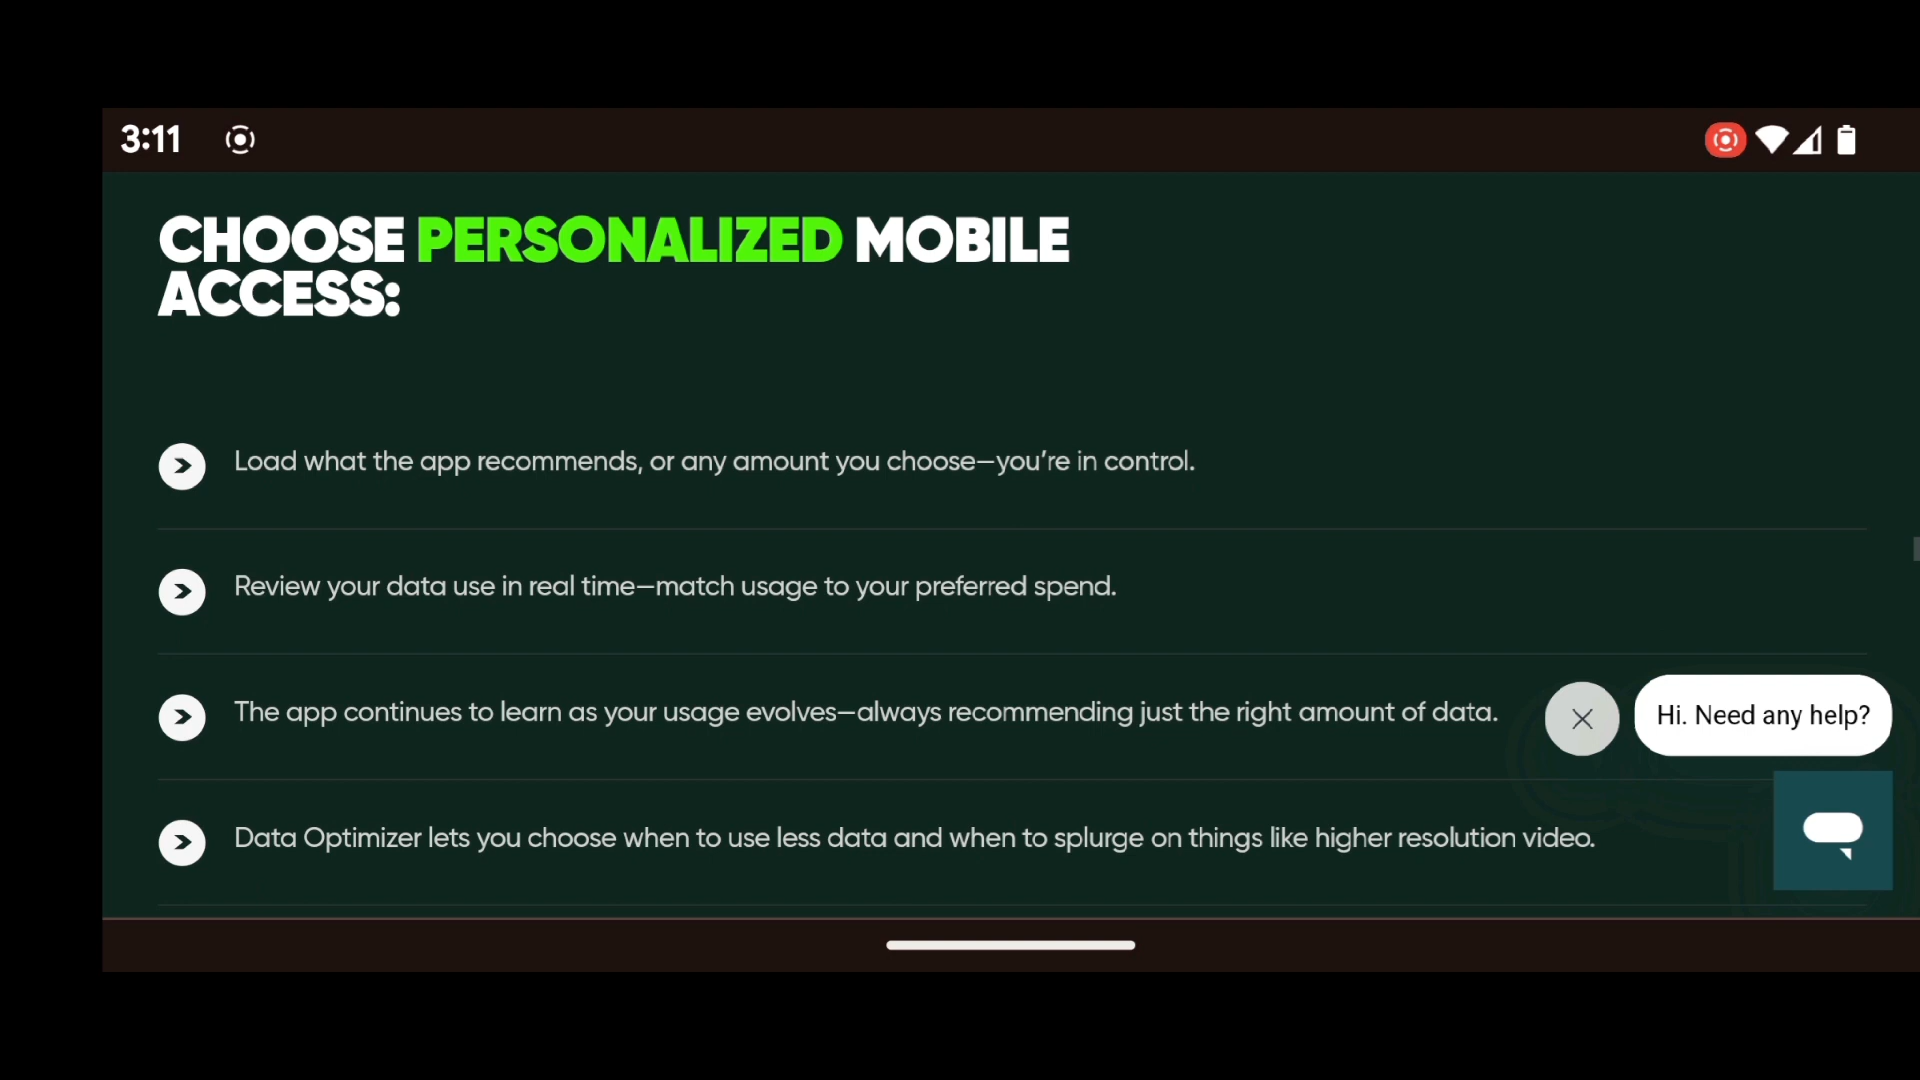 3:11
CHOOSE PERSONALIZED MOBILE
ACCESS:
Load what the app recommends, or any amount you choose—you’re in control.
Review your data use in real time—match usage to your preferred spend.
The app continues to learn as your usage evolves—always recommending just the right amount of data.
Hi. Need any help?
Data Optimizer lets you choose when to use less data and when to splurge on things like higher resolution video.